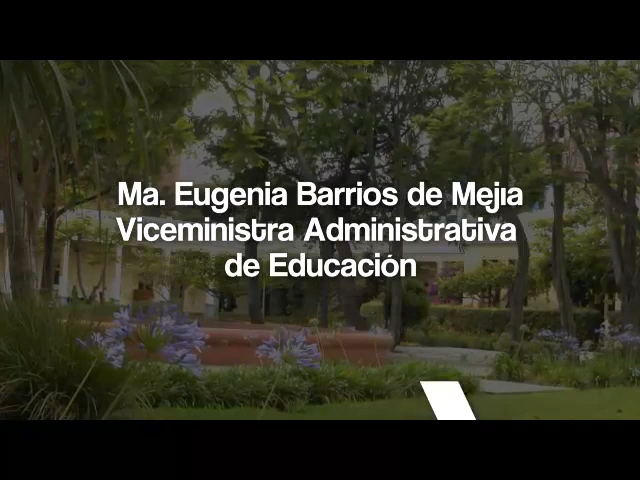 Ma. Eugenia Barrios de Mejía
Viceministra Administrativa
de Educación